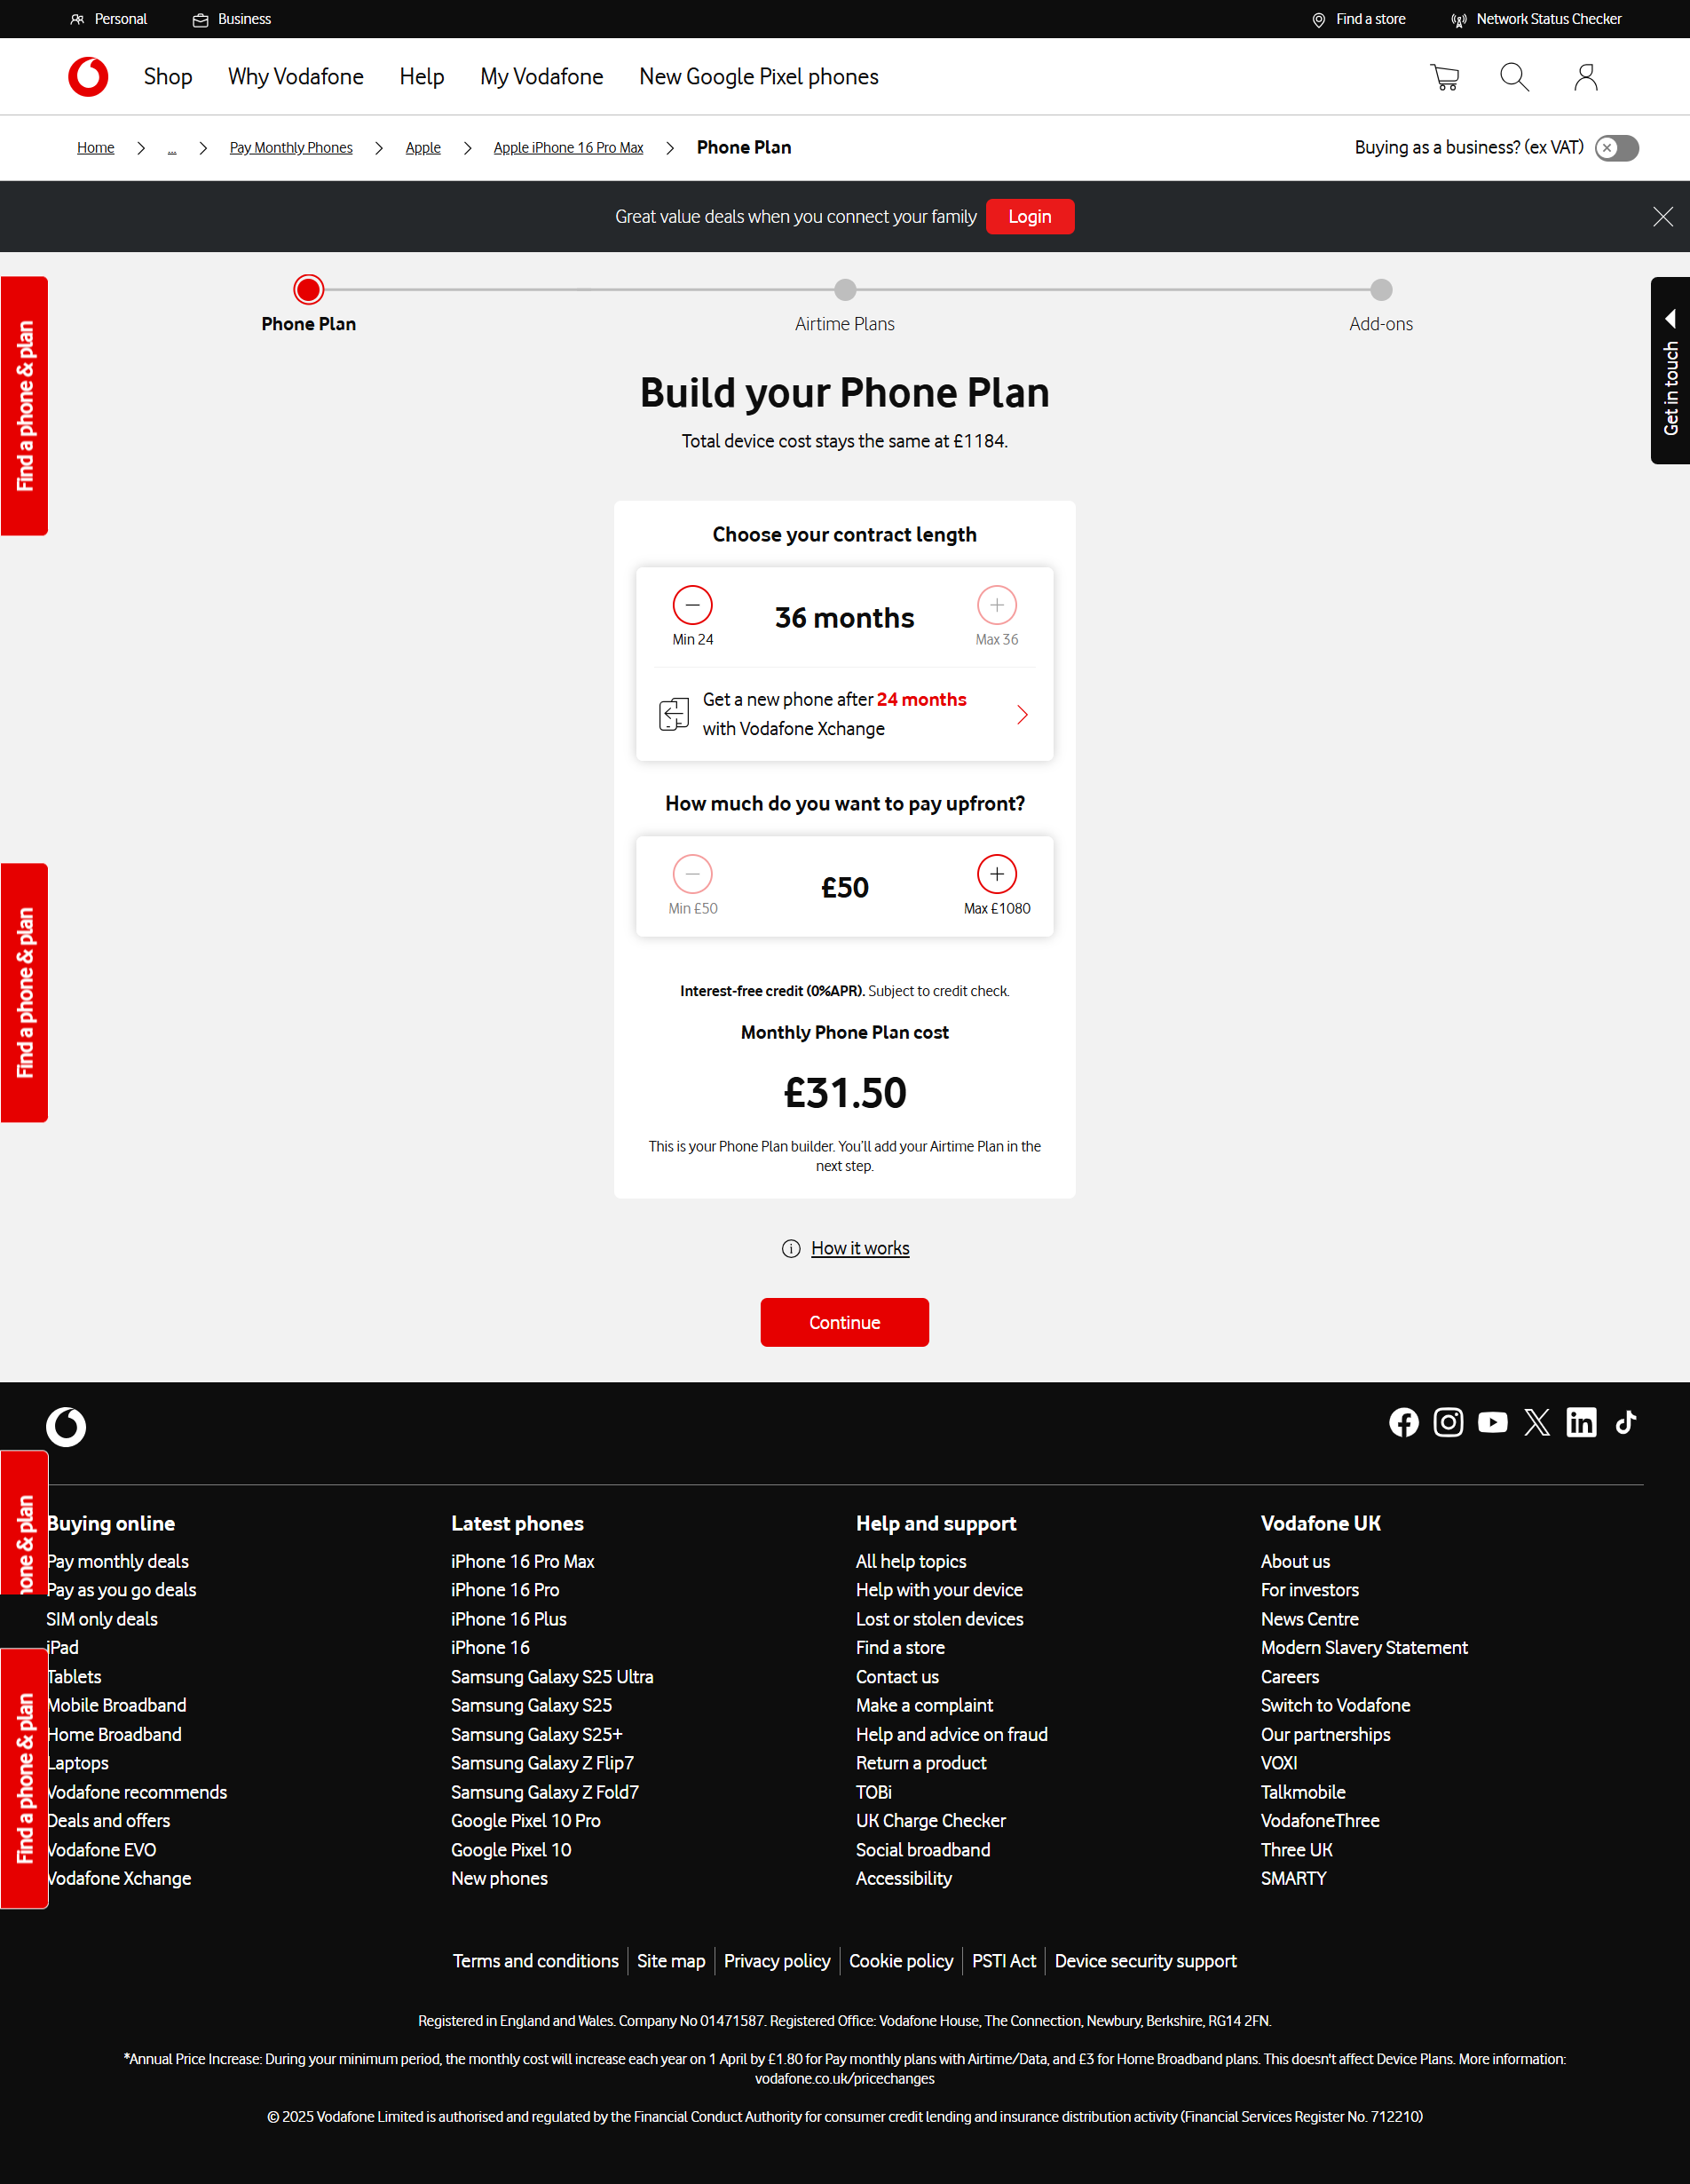 Personal
Business
Find a store
Network Status Checker
Shop
Why Vodafone
Help
My Vodafone
New Google Pixel phones
Home
...
Pay Monthly Phones
Apple
Apple iPhone 16 Pro Max
Phone Plan
Buying as a business? (ex VAT)
Great value deals when you connect your family
Login
Phone Plan
Airtime Plans
Add-ons
Find a phone & plan
Get in touch
Build your Phone Plan
Total device cost stays the same at £1184.
Choose your contract length
36 months
Min 24
Max 36
Get a new phone after 24 months
with Vodafone Xchange
How much do you want to pay upfront?
£50
Min £50
Max £1080
Find a phone & plan
Interest-free credit (0%APR). Subject to credit check.
Monthly Phone Plan cost
£31.50
This is your Phone Plan builder. You'll add your Airtime Plan in the
next step.
How it works
Continue
hone & plan
Find a phone & plan
Buying online
Pay monthly deals
Pay as you go deals
SIM only deals
iPad
Tablets
Mobile Broadband
Home Broadband
Laptops
Vodafone recommends
Deals and offers
Vodafone EVO
Vodafone Xchange
Latest phones
iPhone 16 Pro Max
iPhone 16 Pro
iPhone 16 Plus
iPhone 16
Samsung Galaxy S25 Ultra
Samsung Galaxy S25
Samsung Galaxy S25+
Samsung Galaxy Z Flip7
Samsung Galaxy Z Fold7
Google Pixel 10 Pro
Google Pixel 10
New phones
Help and support
All help topics
Help with your device
Lost or stolen devices
Find a store
Contact us
Make a complaint
Help and advice on fraud
Return a product
TOBi
UK Charge Checker
Social broadband
Accessibility
Vodafone UK
About us
For investors
News Centre
Modern Slavery Statement
Careers
Switch to Vodafone
Our partnerships
VOXI
Talkmobile
VodafoneThree
Three UK
SMARTY
Terms and conditions
Site map
Privacy policy
Cookie policy
PSTI Act
Device security support
Registered in England and Wales. Company No 01471587. Registered Office: Vodafone House, The Connection, Newbury, Berkshire, RG14 2FN.
*Annual Price Increase: During your minimum period, the monthly cost will increase each year on 1 April by £1.80 for Pay monthly plans with Airtime/Data, and £3 for Home Broadband plans. This doesn't affect Device Plans. More information:
vodafone.co.uk/pricechanges
© 2025 Vodafone Limited is authorised and regulated by the Financial Conduct Authority for consumer credit lending and insurance distribution activity (Financial Services Register No. 712210)